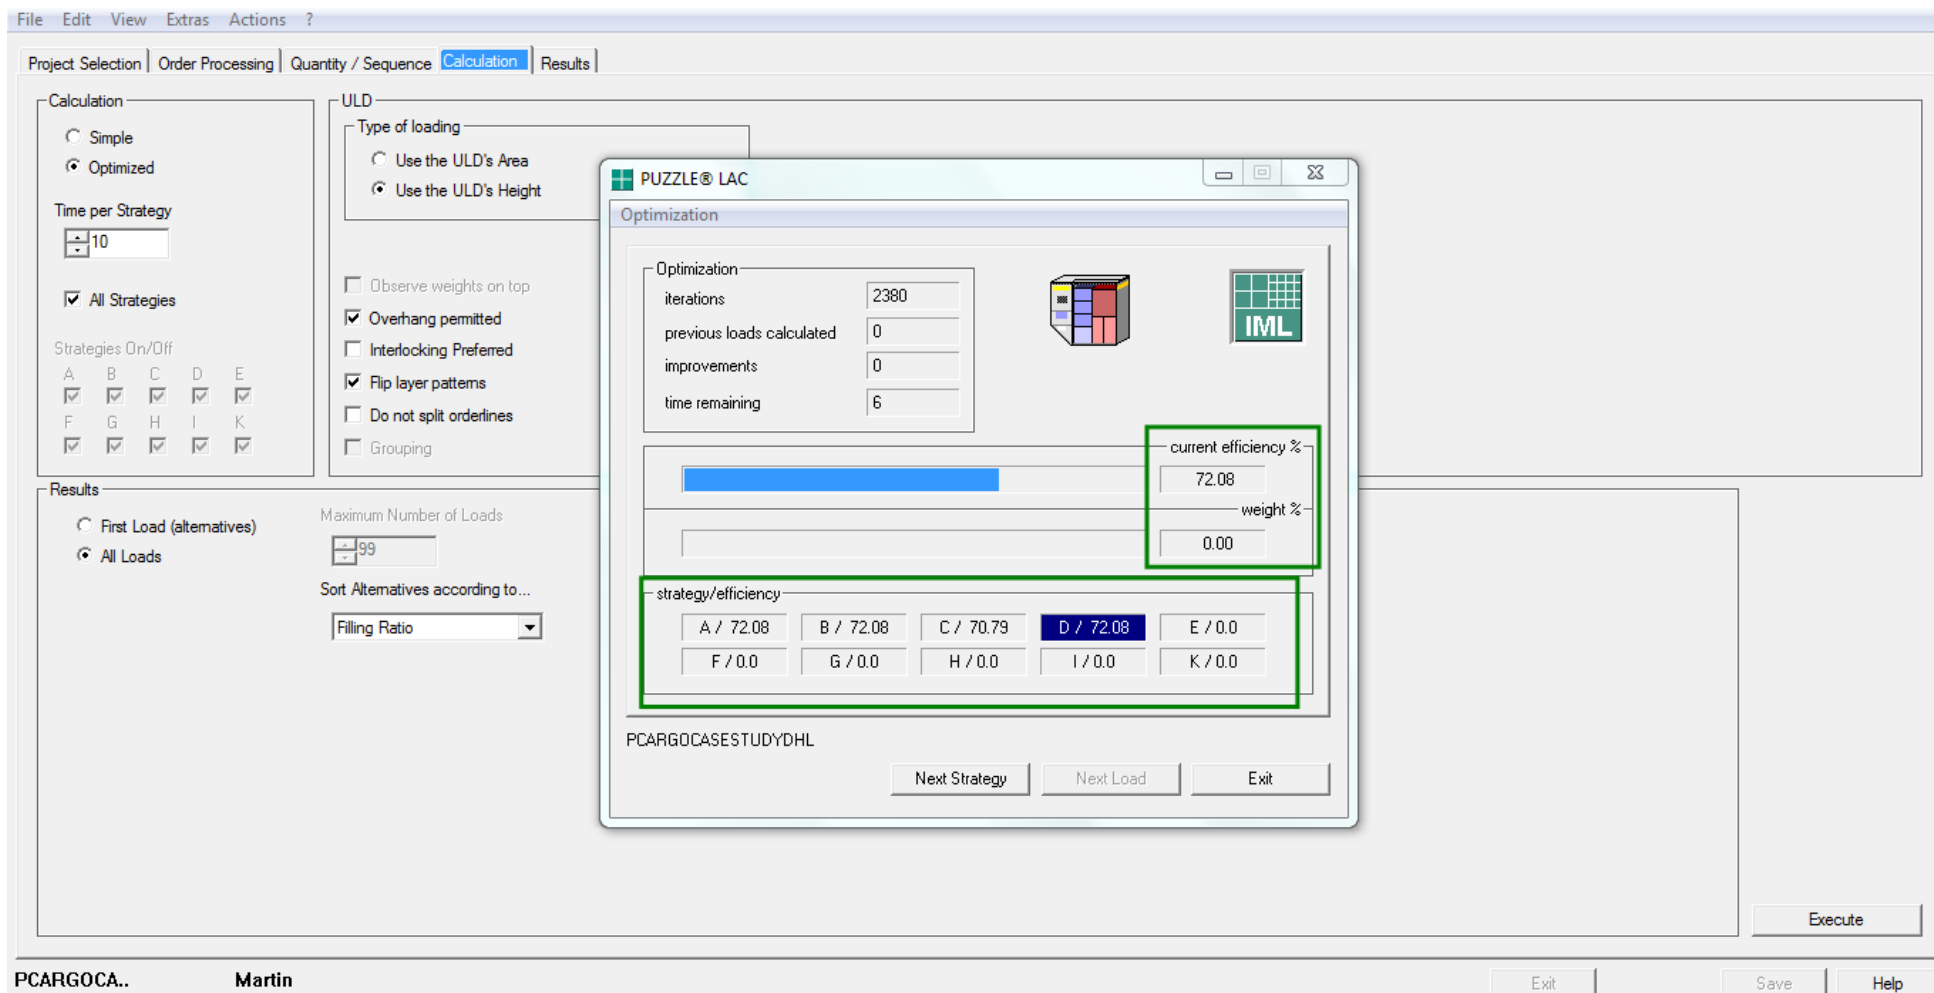 File Edit View Extras Actions ?
Project Selection Order Processing Quantity / Sequence Calculation Results
Calculation
Simple
Optimized
Time per Strategy
10
All Strategies
Strategies On/Off
A B C D E
F G H I K
ULD
Type of loading
Use the ULD's Area
Use the ULD's Height
Observe weights on top
Overhang permitted
Interlocking Preferred
Flip layer patterns
Do not split orderlines
Grouping
Results
First Load (alternatives)
All Loads
Maximum Number of Loads
99
Sort Alternatives according to...
Filling Ratio
PUZZLE® LAC
Optimization
Optimization
iterations 2380
previous loads calculated 0
improvements 0
time remaining 6
IML
current efficiency %
72.08
weight %
0.00
strategy/efficiency
A / 72.08 B / 72.08 C / 70.79 D / 72.08 E / 0.0
F / 0.0 G / 0.0 H / 0.0 I / 0.0 K / 0.0
PCARGOCASESTUDYDHL
Next Strategy Next Load Exit
Execute
PCARGOCA.. Martin Exit Save Help